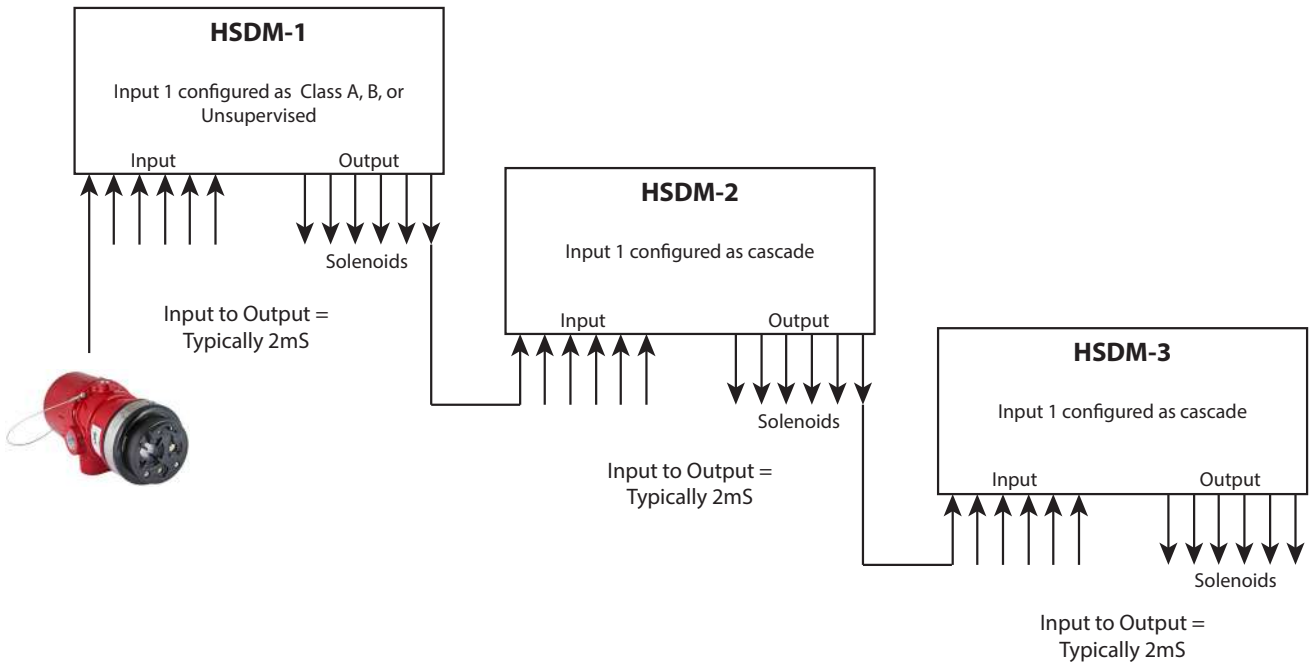 HSDM-1
Input 1 configured as Class A, B, or
Unsupervised
Input
Output
Solenoids
Input to Output =
Typically 2mS
HSDM-2
Input 1 configured as cascade
Input
Output
Solenoids
Input to Output =
Typically 2mS
HSDM-3
Input 1 configured as cascade
Input
Output
Solenoids
Input to Output =
Typically 2mS